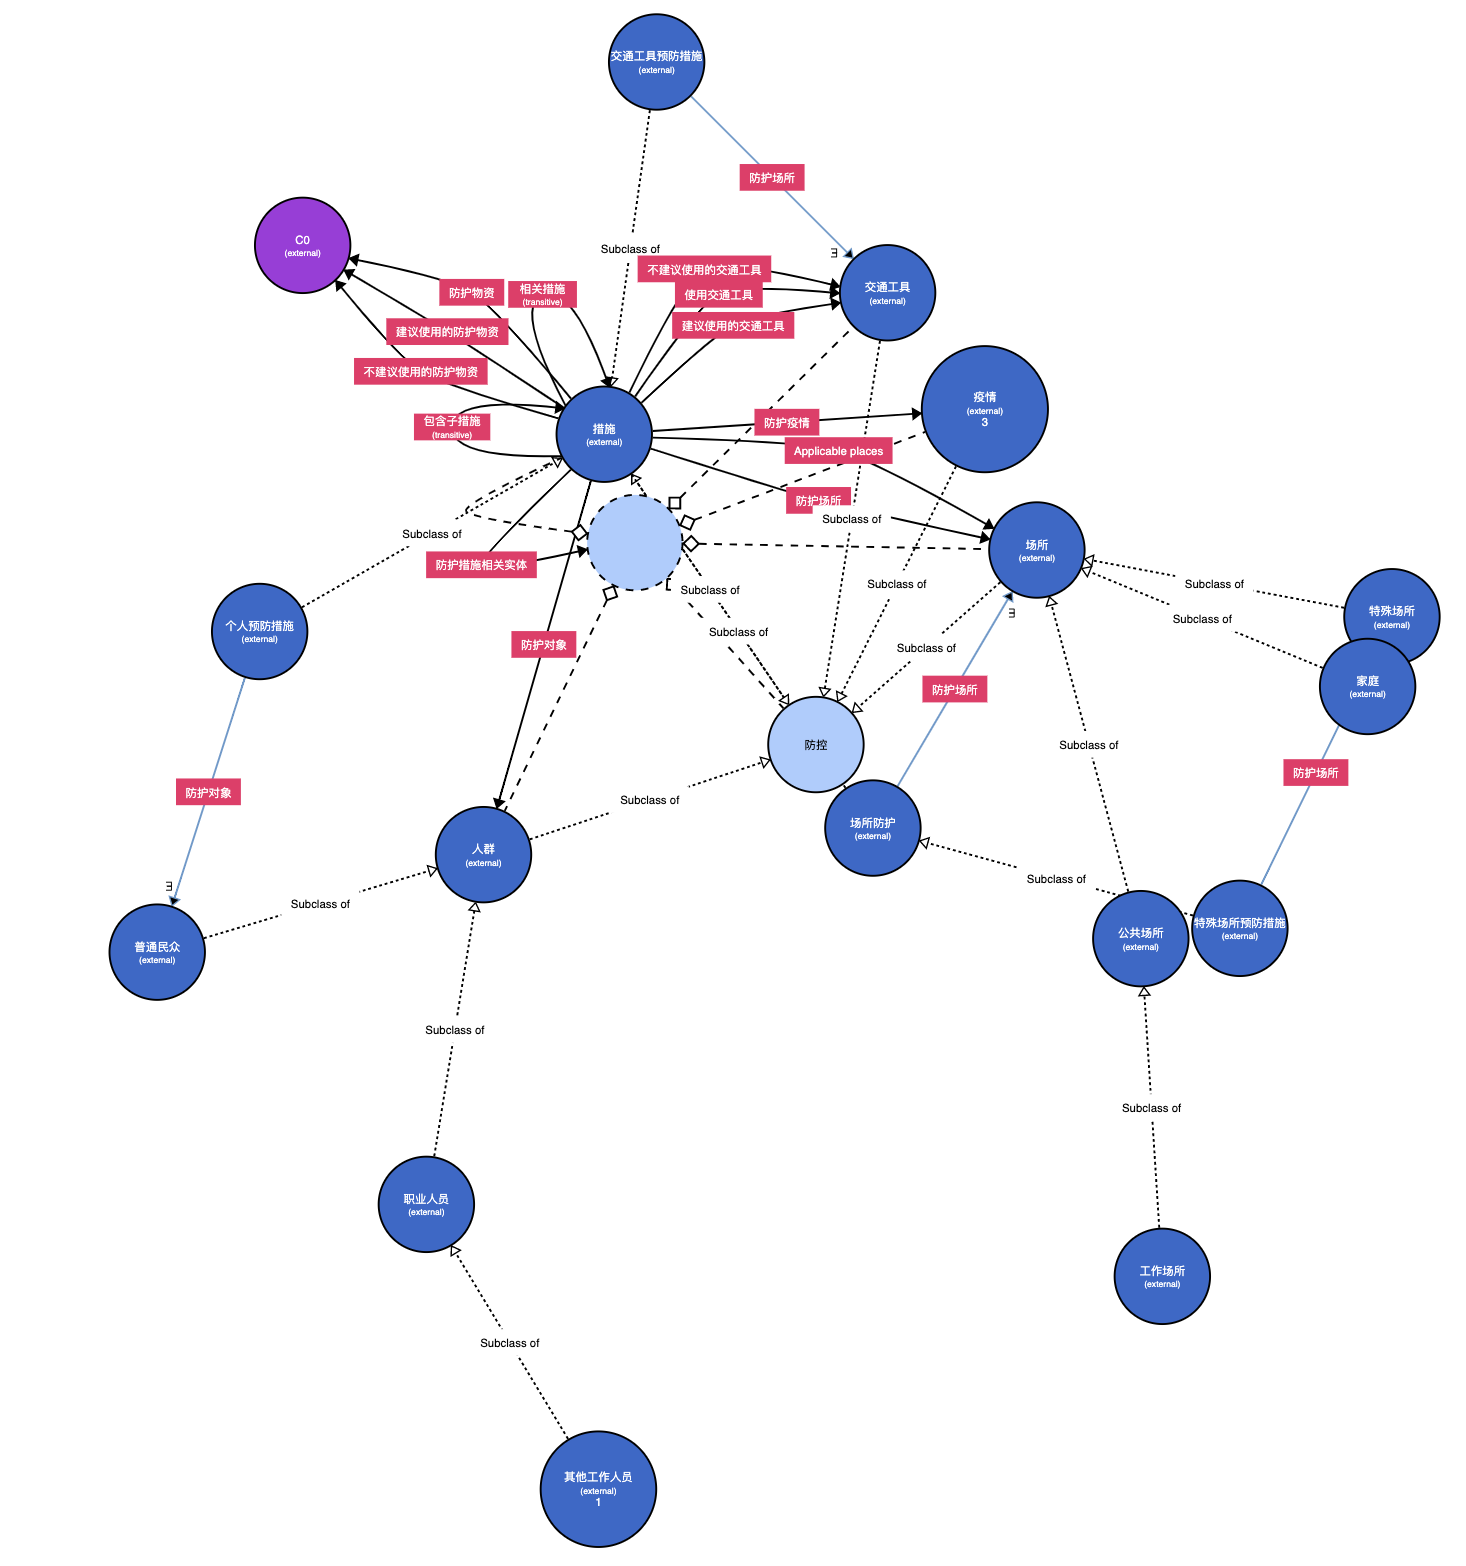 交通工具预防措施
(external)
防护场所
C0
(external)
Subclass of
E
不建议使用的交通工具
交通工具
(external)
防护物资
相关措施
(transitive)
使用交通工具
建议使用的防护物资
建议使用的交通工具
不建议使用的防护物资
疫情
(external)
3
包含子措施
(transitive)
措施
(external)
防护疫情
Applicable places
防护场所
Subclass of
Subclass of
场所
(external)
防护措施相关实体
Subclass of
Subclass of
Subclass of
特殊场所
(external)
个人预防措施
(external)
E
Subclass of
Subclass of
防护对象
Subclass of
家庭
(external)
防护场所
防控
Subclass of
防护场所
防护对象
Subclass of
场所防护
(external)
人群
(external)
Subclass of
E
Subclass of
普通民众
(external)
公共场所
(external)
特殊场所预防措施
(external)
Subclass of
Subclass of
职业人员
(external)
工作场所
(external)
Subclass of
其他工作人员
(external)
1